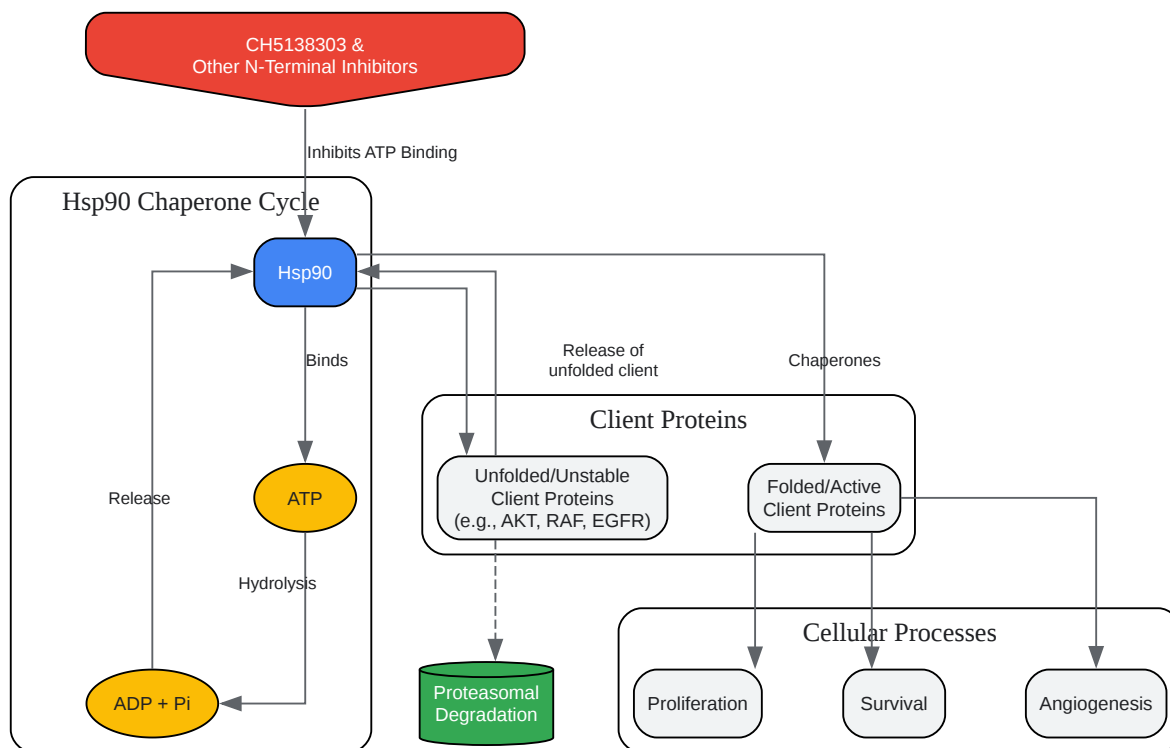 CH5138303 &
Other N-Terminal Inhibitors
Inhibits ATP Binding
Hsp90 Chaperone Cycle
Hsp90
Binds
Release of
unfolded client
Chaperones
Client Proteins
Unfolded/Unstable
Client Proteins
(e.g., AKT, RAF, EGFR)
Folded/Active
Client Proteins
Release
ATP
Hydrolysis
Cellular Processes
ADP + Pi
Proteasomal
Degradation
Proliferation
Survival
Angiogenesis